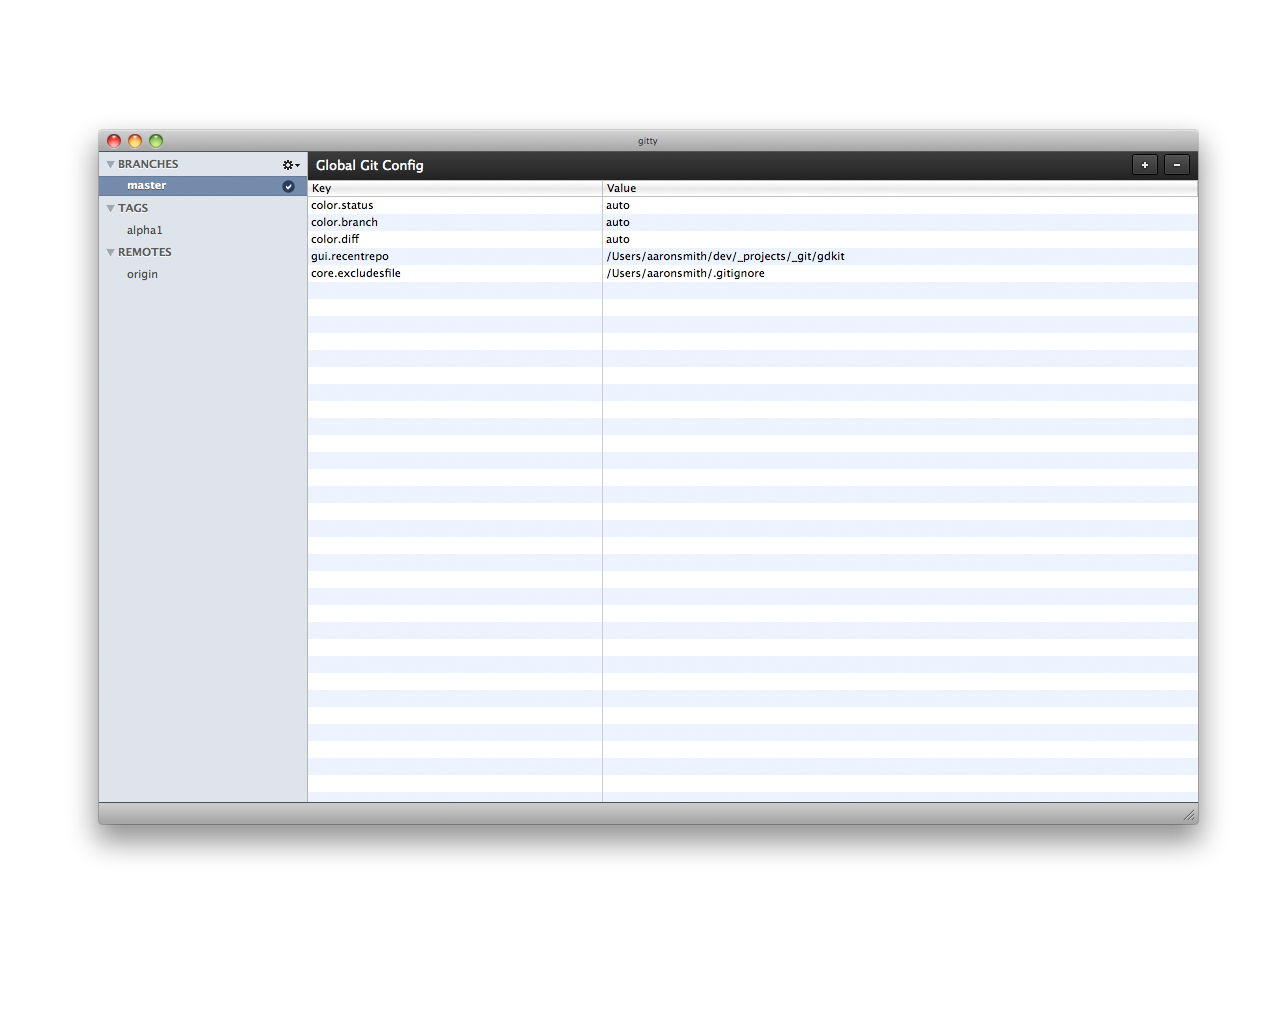 gitty
BRANCHES
master
TAGS
alpha1
REMOTES
origin
Global Git Config
+ -
Key Value
color.status auto
color.branch auto
color.diff auto
gui.recentrepo /Users/aaronsmith/dev/_projects/_git/gdkit
core.excludesfile /Users/aaronsmith/.gitignore